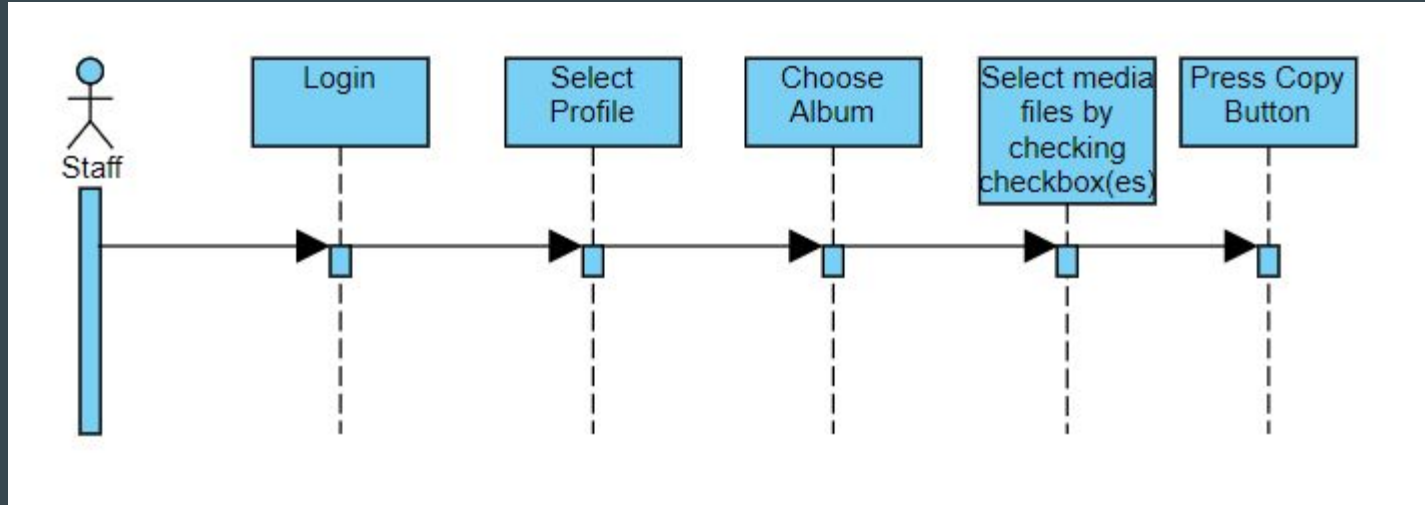 Staff
Login
Select
Profile
Choose
Album
Select media
files by
checking
checkbox(es)
Press Copy
Button